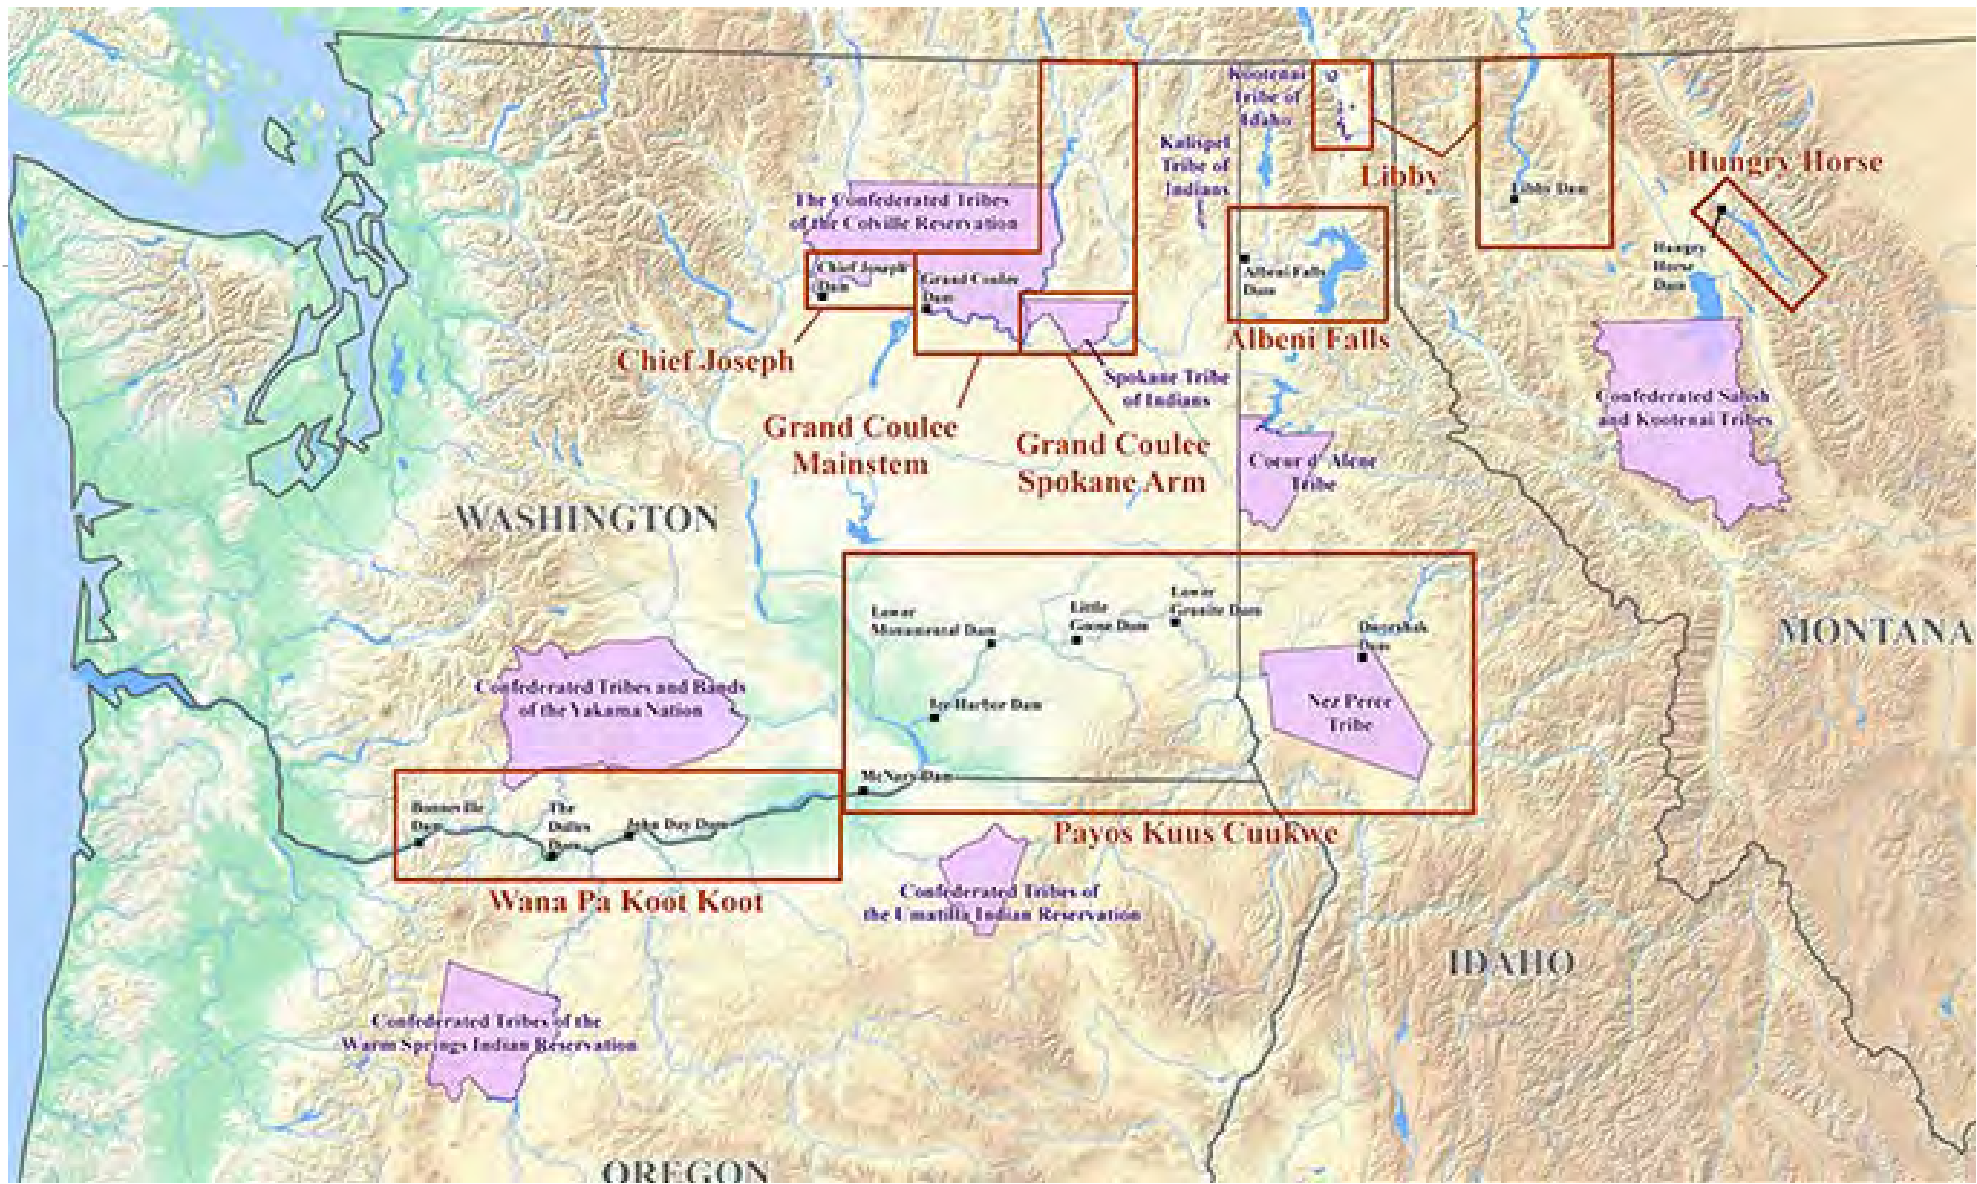 Kootenai
Tribe of
Idaho
Kalispel
Tribe of
Indians
Libby
Libby Dam
Hungry Horse
Hungry
Horse
Dam
The Confederated Tribes
of the Colville Reservation
Chief Joseph
Dam
Grand Coulee
Dam
Albeni Falls
Dam
Albeni Falls
Chief Joseph
Spokane Tribe
of Indians
Grand Coulee
Mainstem
Grand Coulee
Spokane Arm
Confederated Salish
and Kootenai Tribes
Coeur d' Alene
Tribe
WASHINGTON
Lower
Monumental Dam
Little
Goose Dam
Lower
Granite Dam
Dworshak
Dam
MONTANA
Confederated Tribes and Bands
of the Yakama Nation
Ice Harbor Dam
Nez Perce
Tribe
McNary Dam
Bonneville
Dam
The
Dalles
Dam
John Day Dam
Payos Kuus Cuukwe
Wana Pa Koot Koot
Confederated Tribes of
the Umatilla Indian Reservation
IDAHO
Confederated Tribes of the
Warm Springs Indian Reservation
OREGON